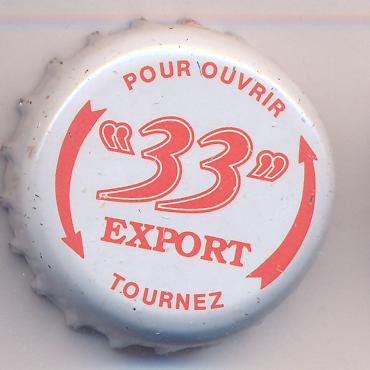 POUR OUVRIR
"33"
EXPORT
TOURNEZ